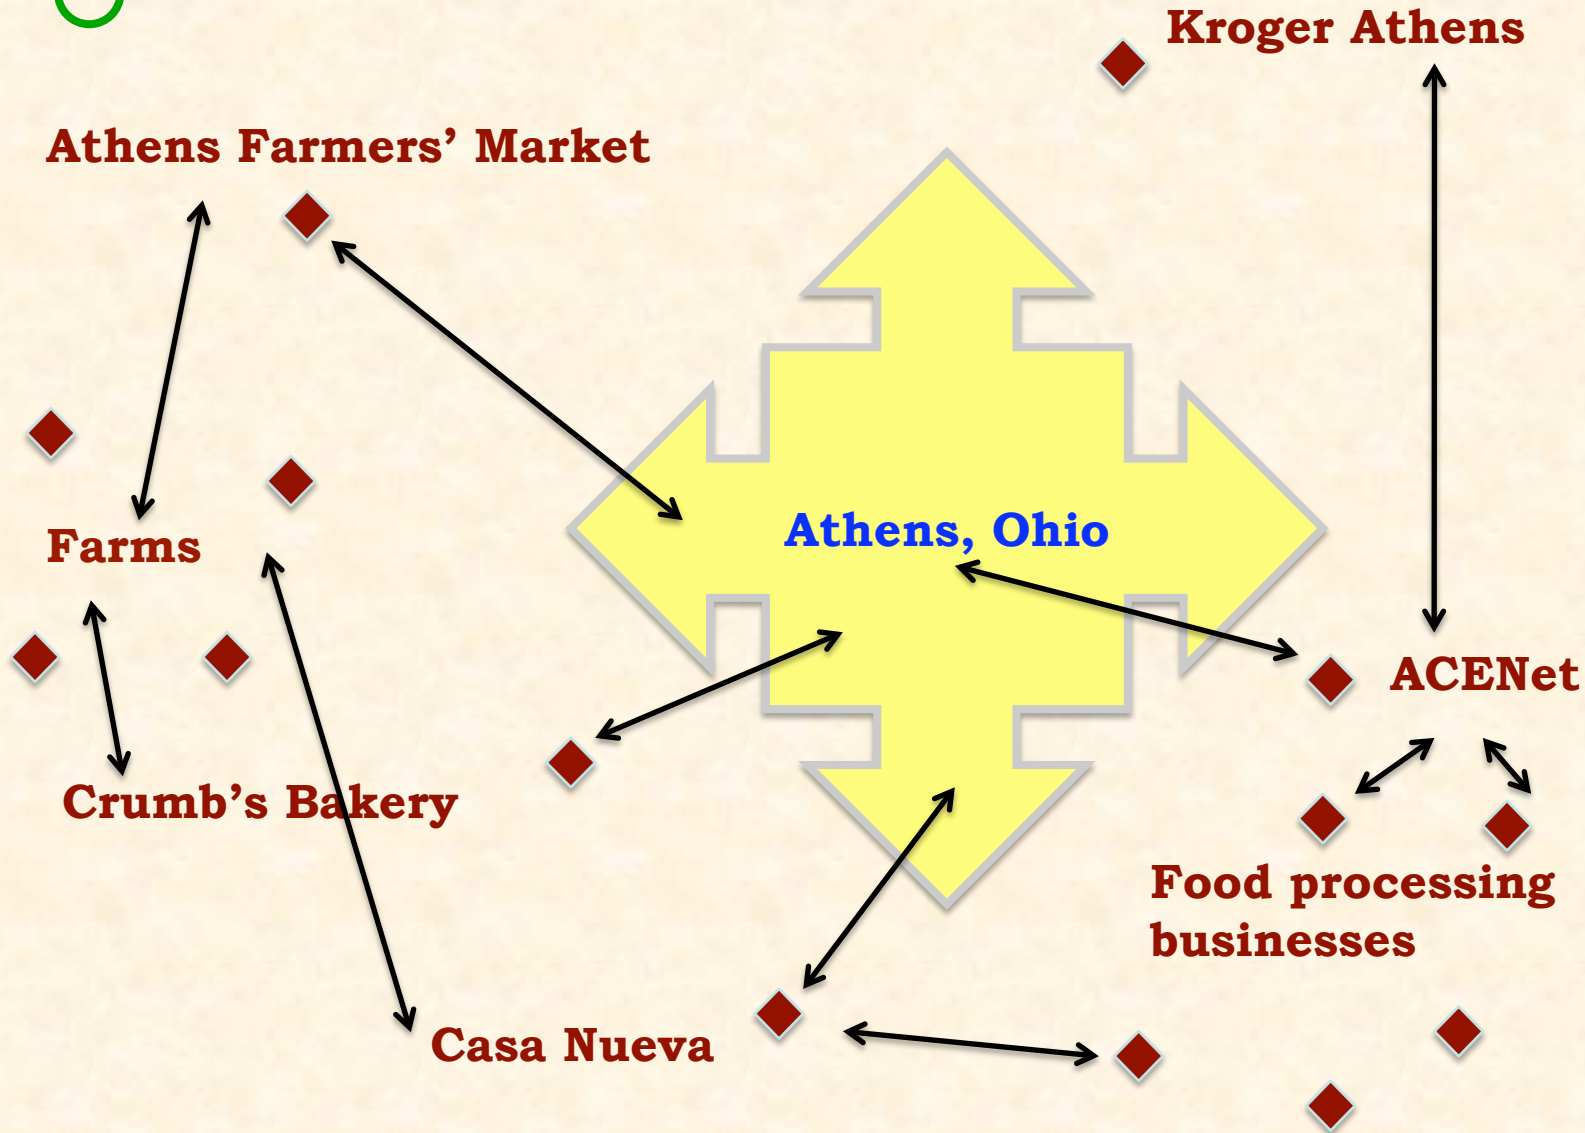 Kroger Athens
Athens Farmers’ Market
Athens, Ohio
Farms
ACENet
Crumb’s Bakery
Food processing
businesses
Casa Nueva